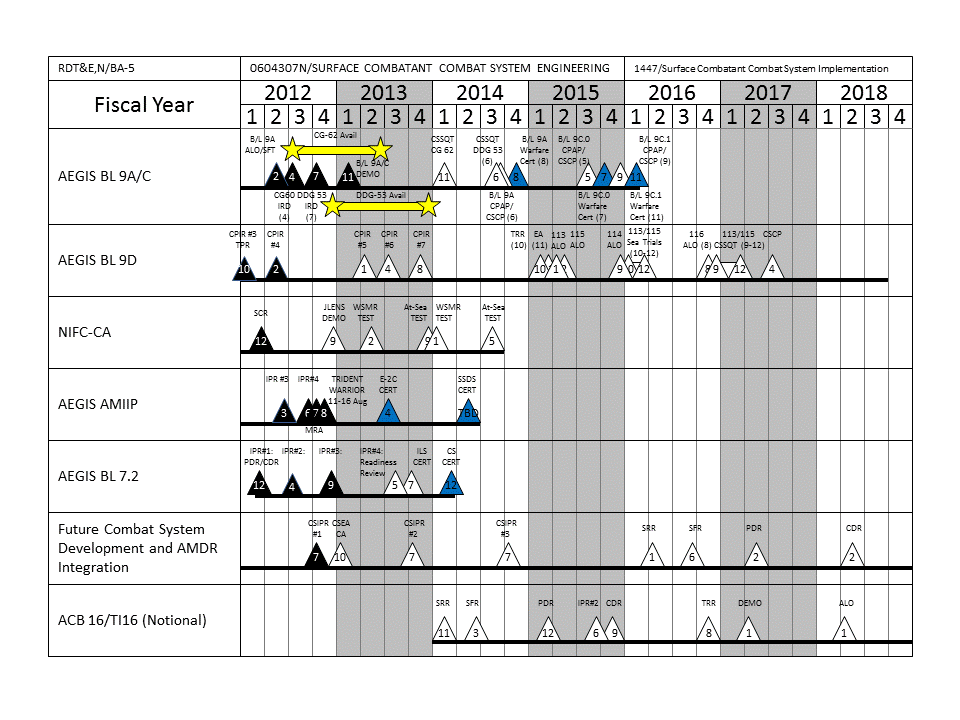 RDT&E,N/BA-5
0604307N/SURFACE COMBATANT COMBAT SYSTEM ENGINEERING
1447/Surface Combatant Combat System Implementation
Fiscal Year
2012 2013 2014 2015 2016 2017 2018
1 2 3 4 1 2 3 4 1 2 3 4 1 2 3 4 1 2 3 4 1 2 3 4 1 2 3 4
AEGIS BL 9A/C
B/L 9A
ALO/SFT
CG-62 Avail
B/L 9A/C
DEMO
CSSQT
CG 62
CSSQT
DDG 53
(6)
B/L 9A
Warfare
Cert (8)
B/L 9C.0
CPAP/
CSCP (5)
B/L 9C.1
CPAP/
CSCP (9)
2 4 7 11 11 6 8 5 7 9 11
CG60
IRD
(4)
DDG 53
IRD
(7)
DDG-53 Avail
B/L 9A
CPAP/
CSCP (6)
B/L 9C.0
Warfare
Cert (7)
B/L 9C.1
Warfare
Cert (11)
AEGIS BL 9D
CPIR #3
TPR
CPIR
#4
CPIR
#5
CPIR
#6
CPIR
#7
TRR
(10)
EA
(11)
113
ALO
115
ALO
114
ALO
113/115
Sea Trials
(10-12)
116
ALO (8)
113/115
CSSQT (9-12)
CSCP
10 2 1 4 8 10 1 9 12 9 12 4
NIFC-CA
SCR
JLENS
DEMO
WSMR
TEST
At-Sea
TEST
WSMR
TEST
At-Sea
TEST
12 9 2 9 1 5
AEGIS AMIIP
IPR #3
IPR#4
TRIDENT
WARRIOR
11-16 Aug
E-2C
CERT
SSDS
CERT
3 6 7 8 4 TBD
MRA
AEGIS BL 7.2
IPR#1:
PDR/CDR
IPR#2:
IPR#3:
IPR#4:
Readiness
Review
ILS
CERT
CS
CERT
12 4 9 5 7 12
Future Combat System
Development and AMDR
Integration
CSIPR
#1
CSEA
CA
CSIPR
#2
CSIPR
#3
SRR
SFR
PDR
CDR
7 10 7 7 1 6 2 2
ACB 16/TI16 (Notional)
SRR
SFR
PDR
IPR#2
CDR
TRR
DEMO
ALO
11 3 12 6 9 8 1 1